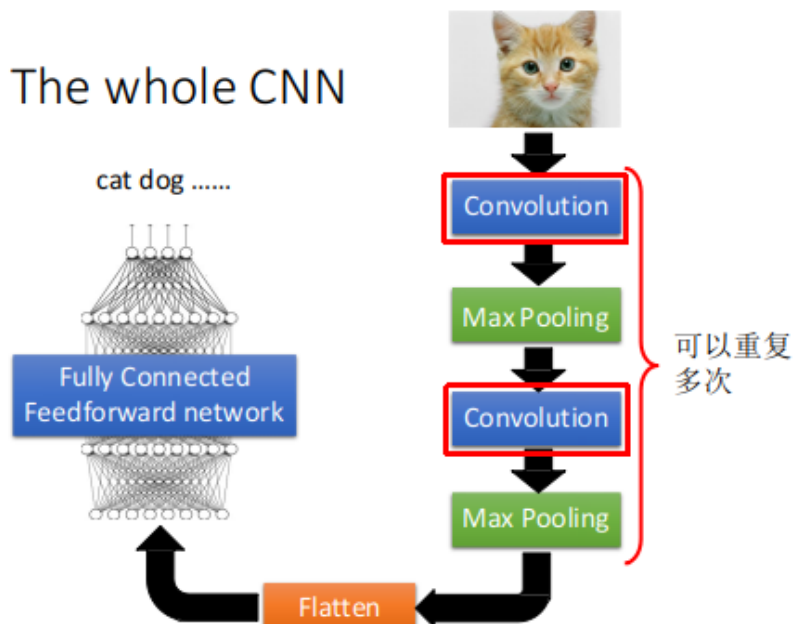 The whole CNN
cat dog ……
Convolution
Max Pooling
Convolution
Max Pooling
可以重复
多次
Flatten
Fully Connected
Feedforward network